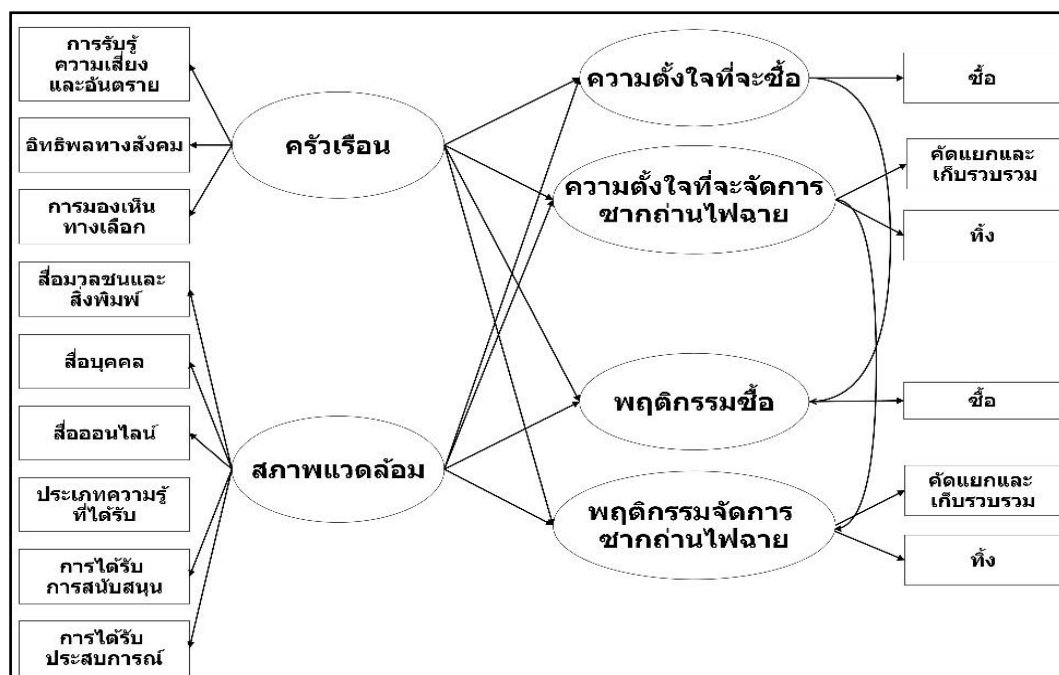 การรับรู้
ความเสี่ยง
และอันตราย
อิทธิพลทางสังคม
การมองเห็น
ทางเลือก
สื่อมวลชนและ
สิ่งพิมพ์
สื่อบุคคล
สื่อออนไลน์
ประเภทความรู้
ที่ได้รับ
การได้รับ
การสนับสนุน
การได้รับ
ประสบการณ์
ครัวเรือน
สภาพแวดล้อม
ความตั้งใจที่จะซื้อ
ความตั้งใจที่จะจัดการ
ซากถ่านไฟฉาย
พฤติกรรมซื้อ
พฤติกรรมจัดการ
ซากถ่านไฟฉาย
ซื้อ
คัดแยกและ
เก็บรวบรวม
ทิ้ง
ซื้อ
คัดแยกและ
เก็บรวบรวม
ทิ้ง